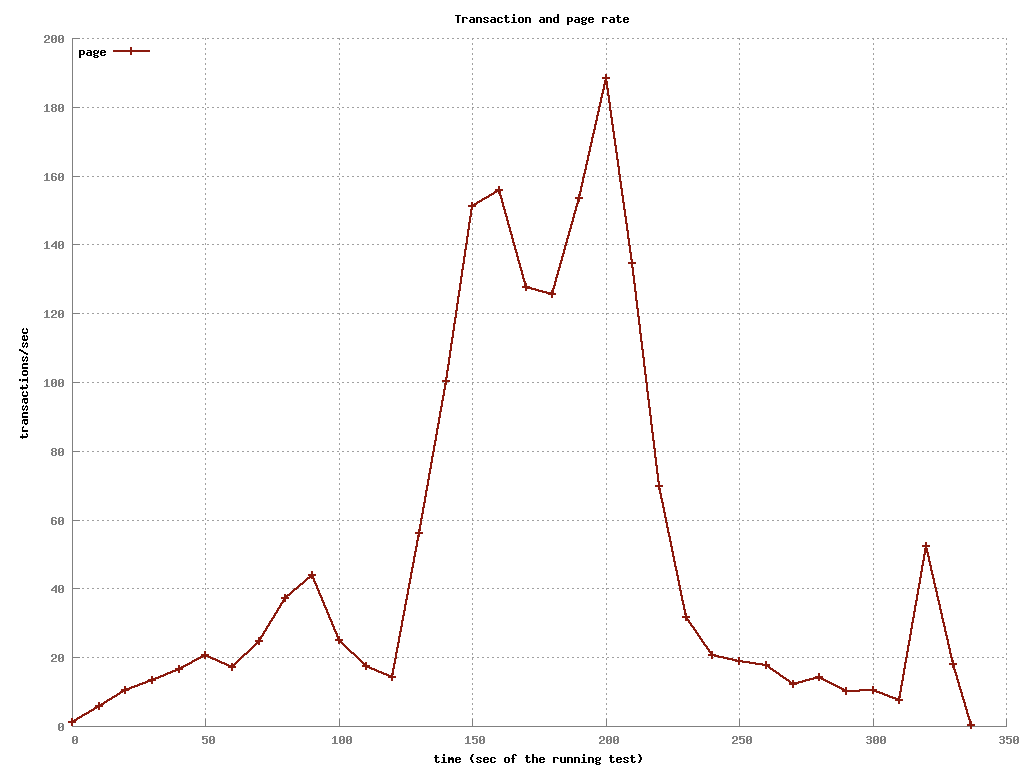 Transaction and page rate
page
200
180
160
140
120
100
80
60
40
20
0
transactions/sec
0 50 100 150 200 250 300 350
time (sec of the running test)